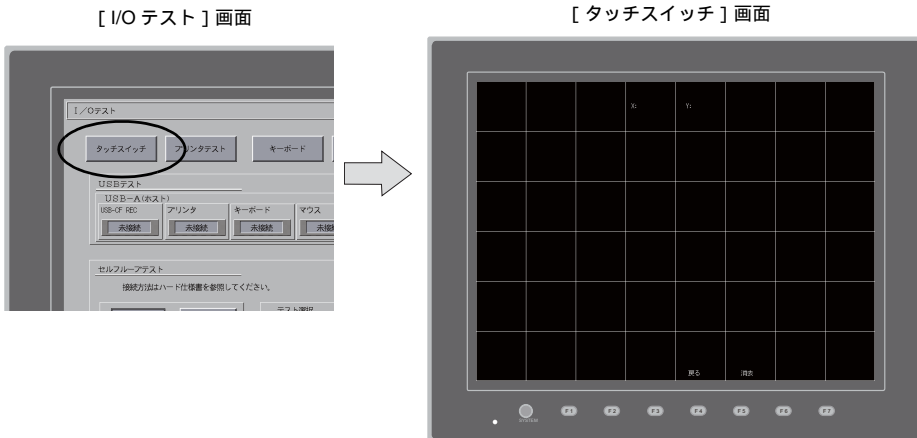 [ I/O テスト ] 画面
[ タッチスイッチ ] 画面
I／Oテスト
タッチスイッチ
プリンタテスト
キーボード
USBテスト
USB−A(ホスト)
USB-CF REC
プリンタ
キーボード
マウス
未接続
未接続
未接続
セルフループテスト
接続方法はハード仕様書を参照してください。
X:
Y:
戻る
消去
SYSTEM
F1
F2
F3
F4
F5
F6
F7